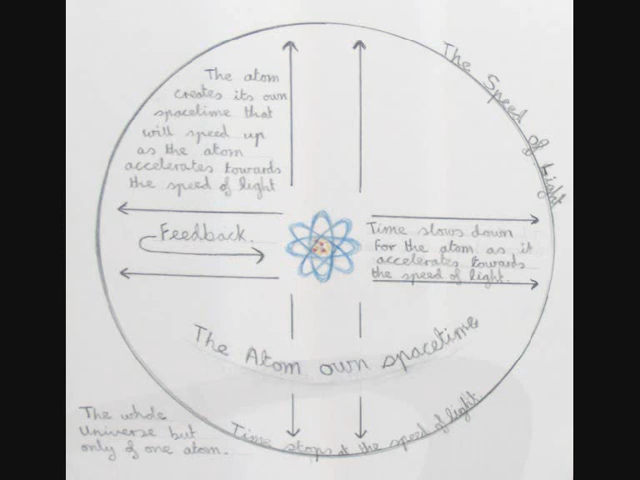 The Speed of Light
The atom
creates its own
spacetime that
will speed up
as the atom
accelerates towards
the speed of light
Feedback.
Time slows down
for the atom as it
accelerates towards
the speed of light.
The Atom own spacetime
Time stops at the speed of light.
The whole
Universe but
only of one atom.